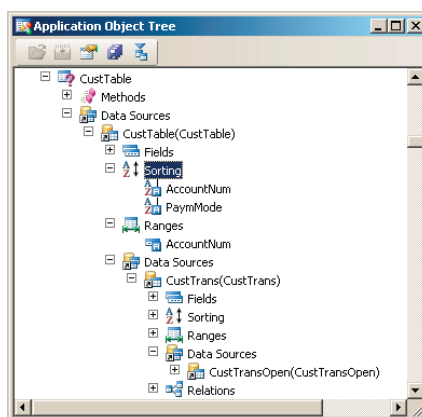 Application Object Tree
CustTable
Methods
Data Sources
CustTable(CustTable)
Fields
Sorting
AccountNum
PaymMode
Ranges
AccountNum
Data Sources
CustTrans(CustTrans)
Fields
Sorting
Ranges
Data Sources
CustTransOpen(CustTransOpen)
Relations